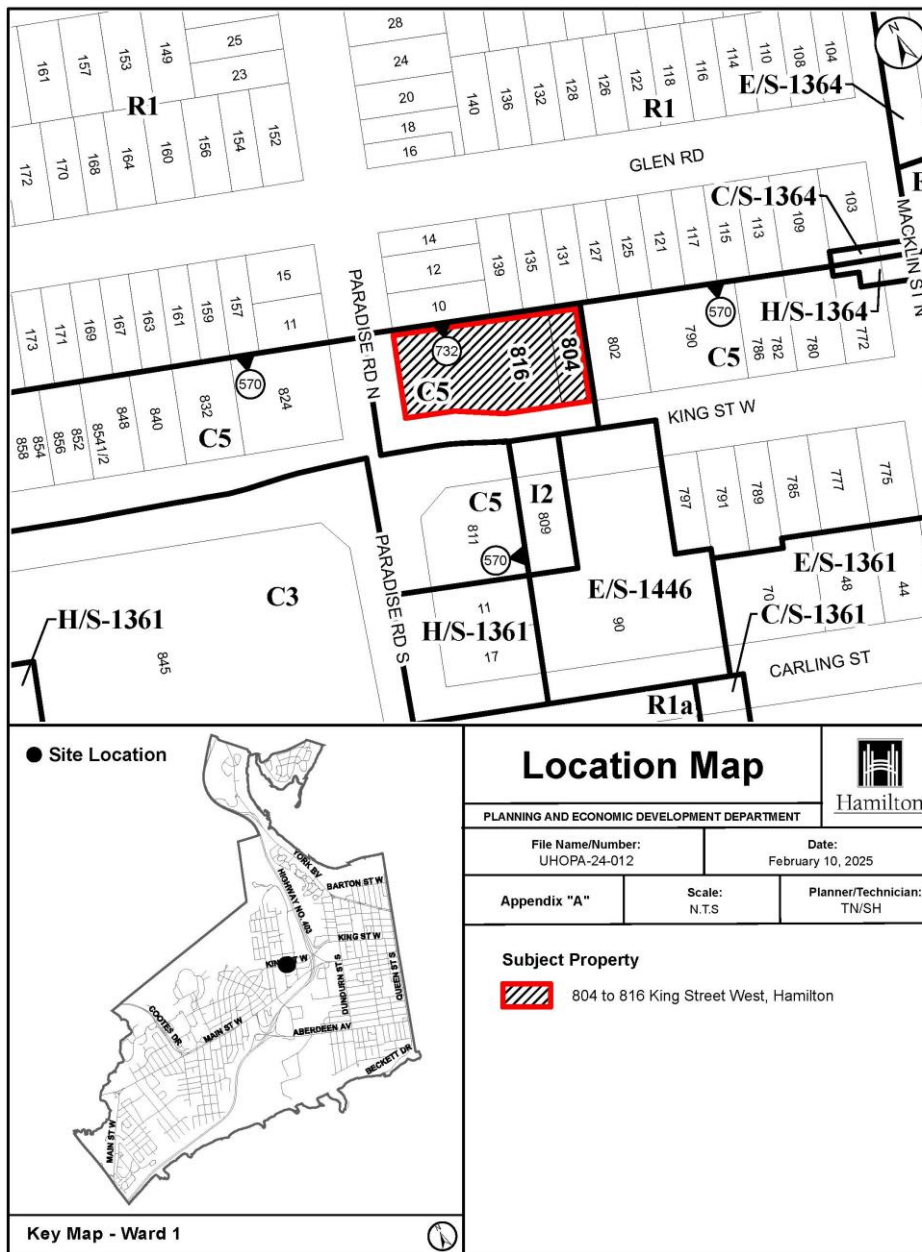 28
25
149
153
157
161
23
24
R1
20
18
16
140
136
132
128
126
122
118
116
114
110
108
104
R1
Z
E/S-1364
172
170
168
164
160
156
154
152
GLEN RD
C/S-1364
MACKLIN ST N
H/S-1364
14
12
10
139
135
131
127
125
121
117
115
113
109
103
15
11
173
171
169
167
163
161
159
157
PARADISE RD N
732
816
804
C5
802
790
570
C5
786
782
780
772
570
858
854
856
852
8541/2
848
840
832
C5
824
KING ST W
C5
811
I2
809
570
797
791
789
785
777
775
E/S-1361
PARADISE RD S
C3
E/S-1446
H/S-1361
11
17
H/S-1361
90
70
48
44
C/S-1361
845
CARLING ST
R1a
Site Location
YORK BV
BARTON ST W
HIGHWAY NO. 403
KING ST W
KING ST W
DUNDURN ST S
QUEEN ST S
COOTES DR
MAIN ST W
ABERDEEN AV
BECKETT DR
MAIN ST W
Key Map - Ward 1
Location Map
Hamilton
PLANNING AND ECONOMIC DEVELOPMENT DEPARTMENT
File Name/Number:
UHOPA-24-012
Date:
February 10, 2025
Appendix "A"
Scale:
N.T.S
Planner/Technician:
TN/SH
Subject Property
804 to 816 King Street West, Hamilton